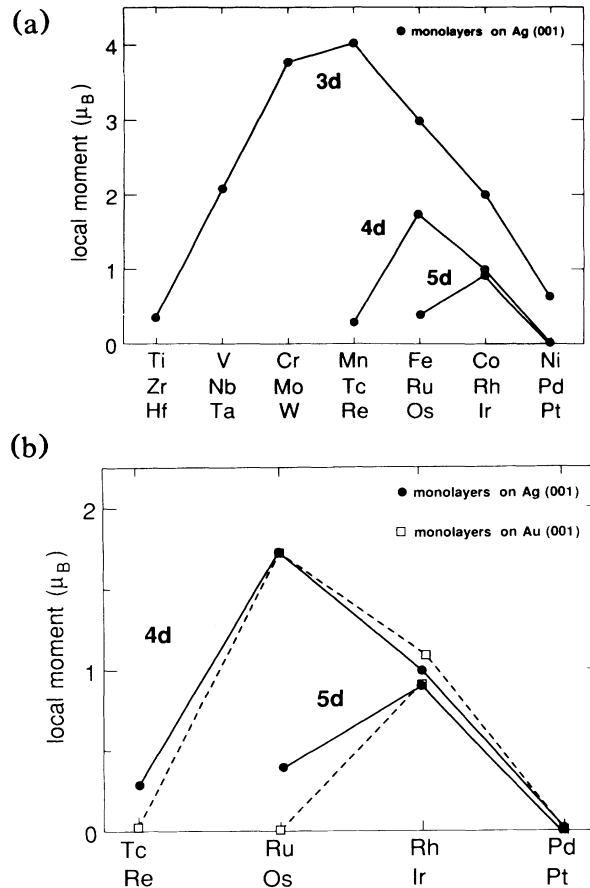 (a)
● monolayers on Ag (001)
local moment (μB)
4
3
2
1
0
3d
4d
5d
Ti V Cr Mn Fe Co Ni
Zr Nb Mo Tc Ru Rh Pd
Hf Ta W Re Os Ir Pt
(b)
● monolayers on Ag (001)
□ monolayers on Au (001)
local moment (μB)
2
1
0
4d
5d
Tc Ru Rh Pd
Re Os Ir Pt